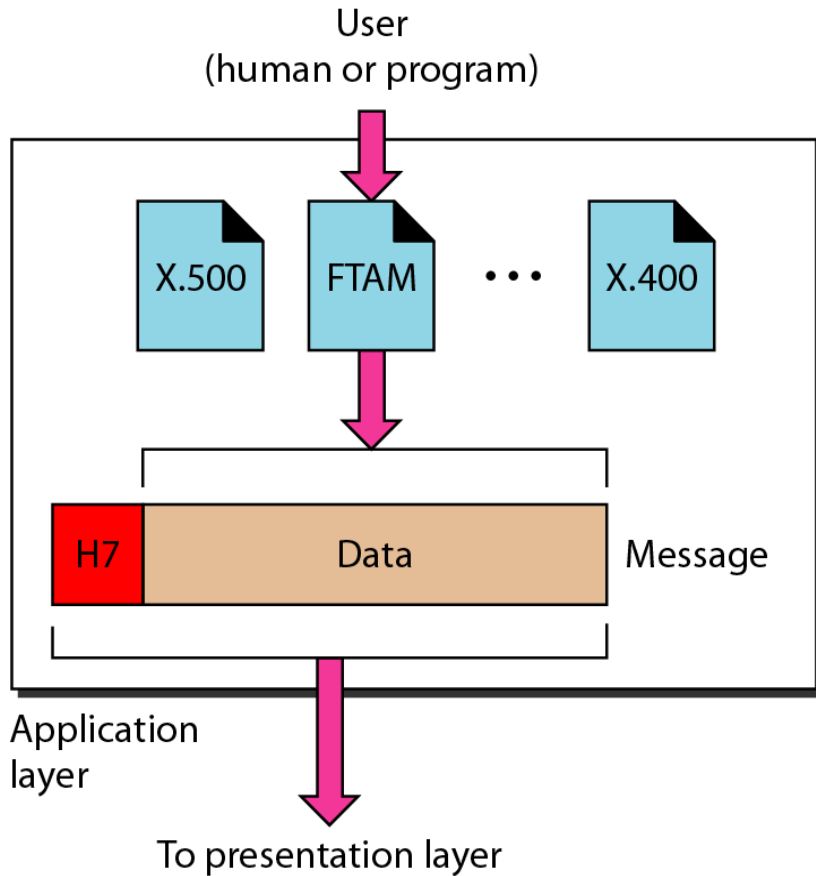 User
(human or program)
X.500 FTAM ... X.400
H7 Data Message
Application
layer
To presentation layer